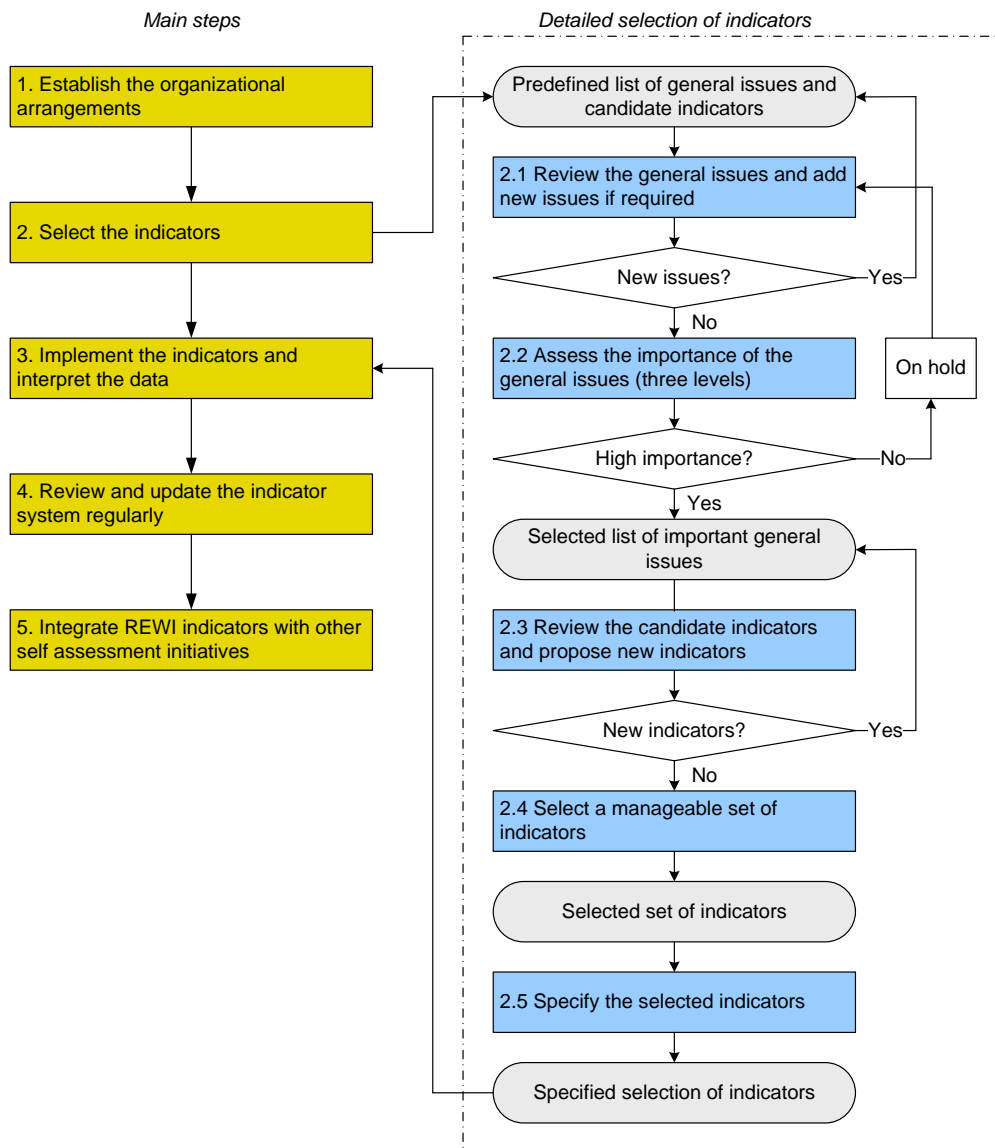 Main steps
Detailed selection of indicators
1. Establish the organizational
arrangements
2. Select the indicators
3. Implement the indicators and
interpret the data
4. Review and update the indicator
system regularly
5. Integrate REWI indicators with other
self assessment initiatives
Predefined list of general issues and
candidate indicators
2.1 Review the general issues and add
new issues if required
New issues?
Yes
No
2.2 Assess the importance of the
general issues (three levels)
On hold
High importance?
No
Yes
Selected list of important general
issues
2.3 Review the candidate indicators
and propose new indicators
New indicators?
Yes
No
2.4 Select a manageable set of
indicators
Selected set of indicators
2.5 Specify the selected indicators
Specified selection of indicators